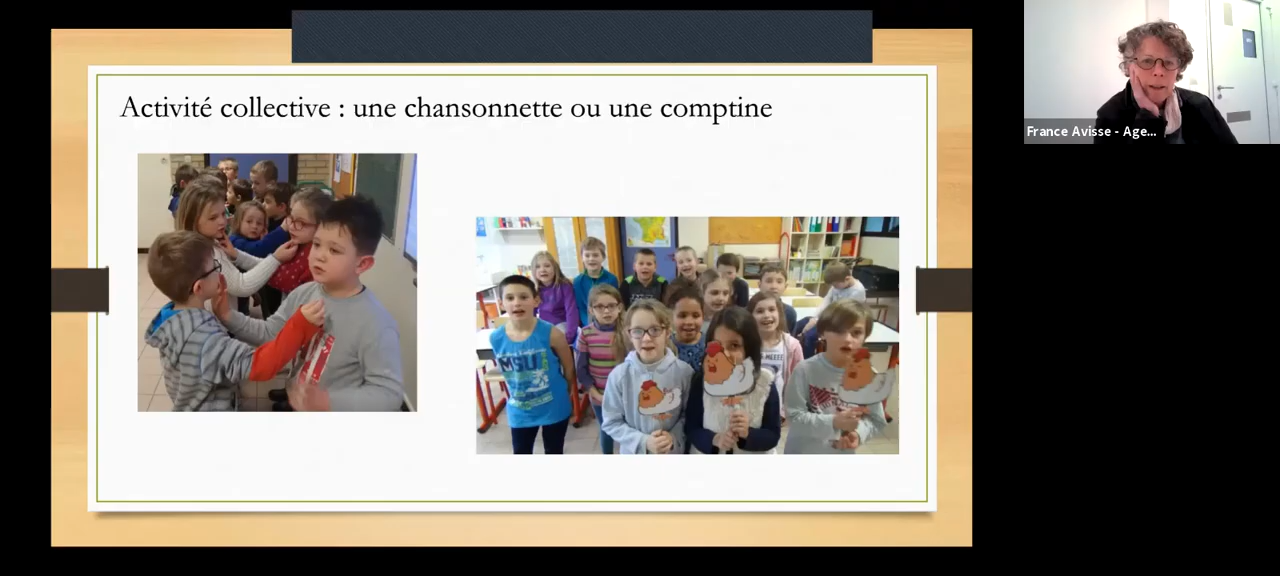 Activité collective : une chansonnette ou une comptine
France Avisse - Age...
MSU